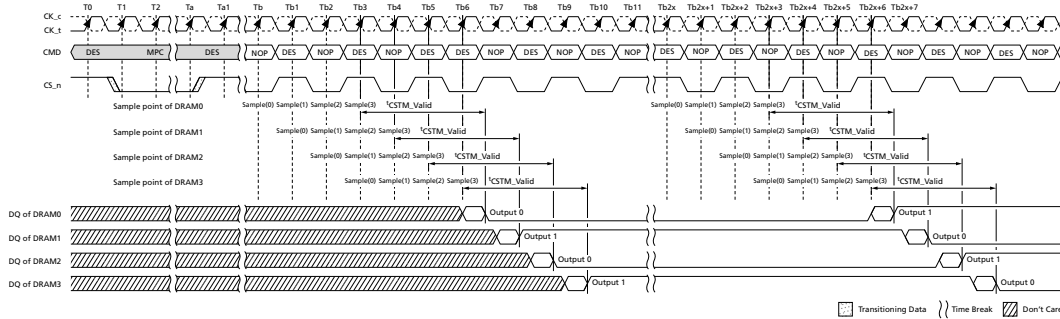 T0 T1 T2 Ta Ta1 Tb Tb1 Tb2 Tb3 Tb4 Tb5 Tb6 Tb7 Tb8 Tb9 Tb10 Tb11 Tb2x Tb2x+1 Tb2x+2 Tb2x+3 Tb2x+4 Tb2x+5 Tb2x+6 Tb2x+7
CK_c
CK_t
CMD DES MPC DES NOP DES NOP DES NOP DES NOP DES NOP DES NOP DES NOP DES NOP DES NOP DES NOP DES NOP DES NOP DES NOP
CS_n
Sample point of DRAM0 Sample(0) Sample(1) Sample(2) Sample(3) tCSTM_Valid Sample(0) Sample(1) Sample(2) Sample(3) tCSTM_Valid
Sample point of DRAM1 Sample(0) Sample(1) Sample(2) Sample(3) tCSTM_Valid Sample(0) Sample(1) Sample(2) Sample(3) tCSTM_Valid
Sample point of DRAM2 Sample(0) Sample(1) Sample(2) Sample(3) tCSTM_Valid Sample(0) Sample(1) Sample(2) Sample(3) tCSTM_Valid
Sample point of DRAM3 Sample(0) Sample(1) Sample(2) Sample(3) tCSTM_Valid Sample(0) Sample(1) Sample(2) Sample(3) tCSTM_Valid
DQ of DRAM0 Output 0 Output 1
DQ of DRAM1 Output 1 Output 0
DQ of DRAM2 Output 0 Output 1
DQ of DRAM3 Output 1 Output 0
Transitioning Data Time Break Don't Care